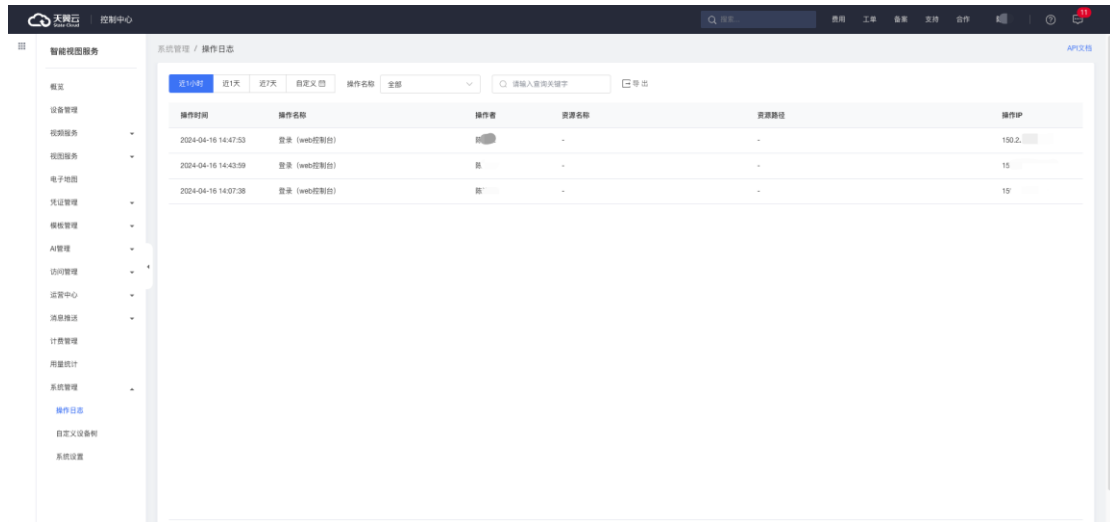 天翼云 控制中心 搜索... 费用 工单 备案 支持 合作 11
智能视图服务 系统管理 / 操作日志 API文档
概览 近1小时 近1天 近7天 自定义 操作名称 全部 请输入查询关键字 导出
设备管理 操作时间 操作名称 操作者 资源名称 资源路径 操作IP
视频服务 2024-04-16 14:47:53 登录（web控制台） - - 150.2.
视图服务 2024-04-16 14:43:59 登录（web控制台） 陈 - - 15
电子地图
凭证管理 2024-04-16 14:07:38 登录（web控制台） 陈 - - 15
模板管理
AI管理
访问管理
运营中心
消息推送
计费管理
用量统计
系统管理
操作日志
自定义设备树
系统设置